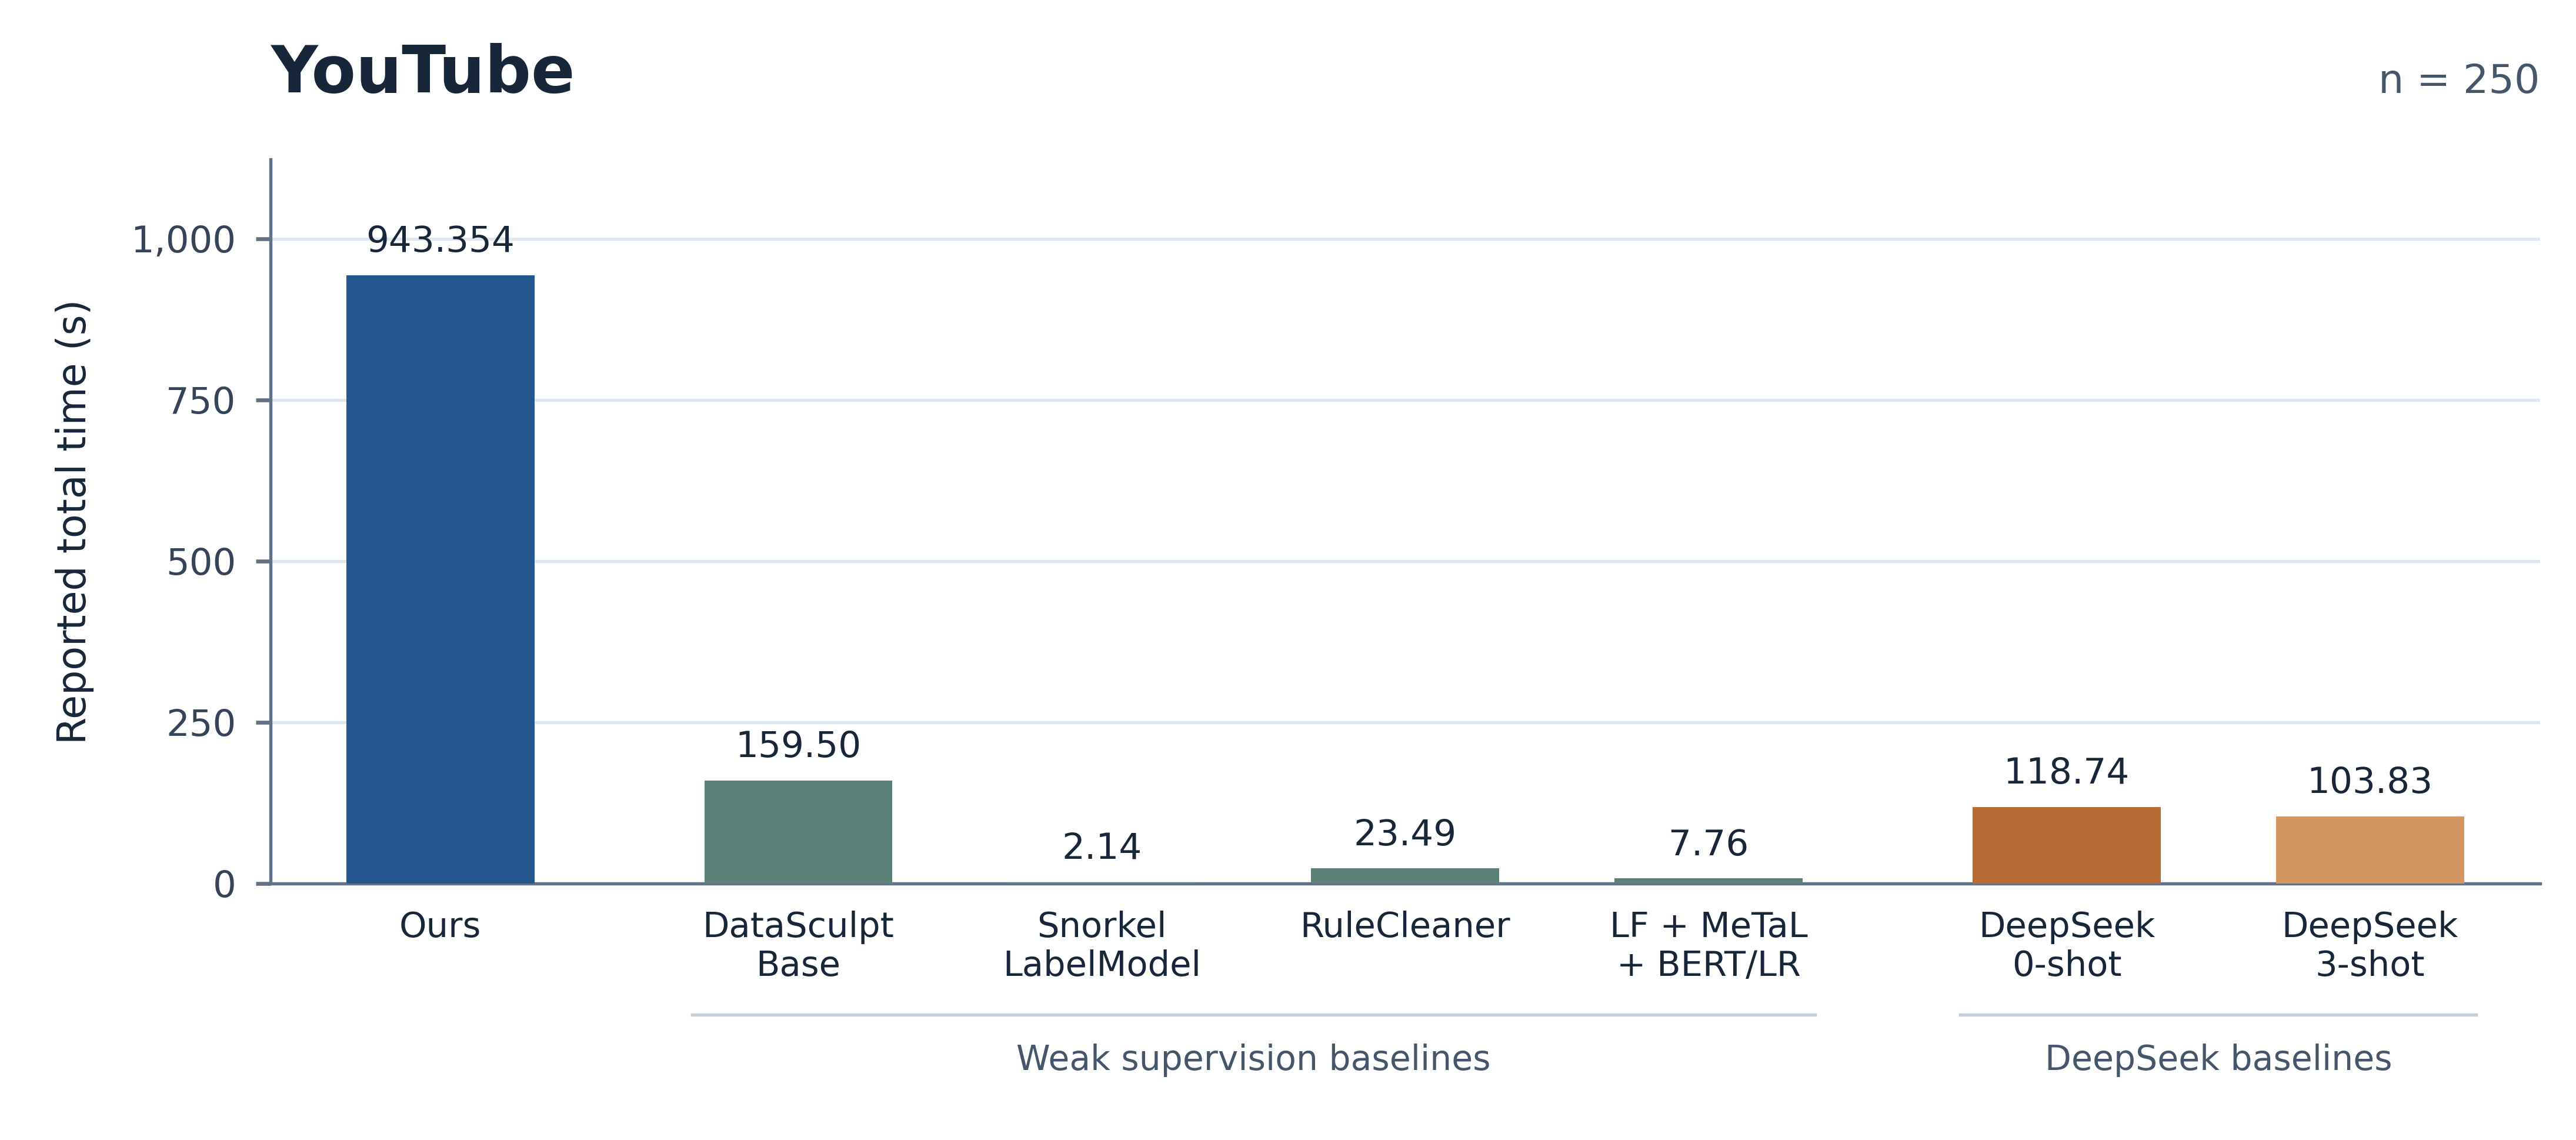 YouTube
n = 250
Reported total time (s)
1,000
750
500
250
0
943.354
159.50
2.14
23.49
7.76
118.74
103.83
Ours
DataSculpt
Base
Snorkel
LabelModel
RuleCleaner
LF + MeTaL
+ BERT/LR
DeepSeek
0-shot
DeepSeek
3-shot
Weak supervision baselines
DeepSeek baselines